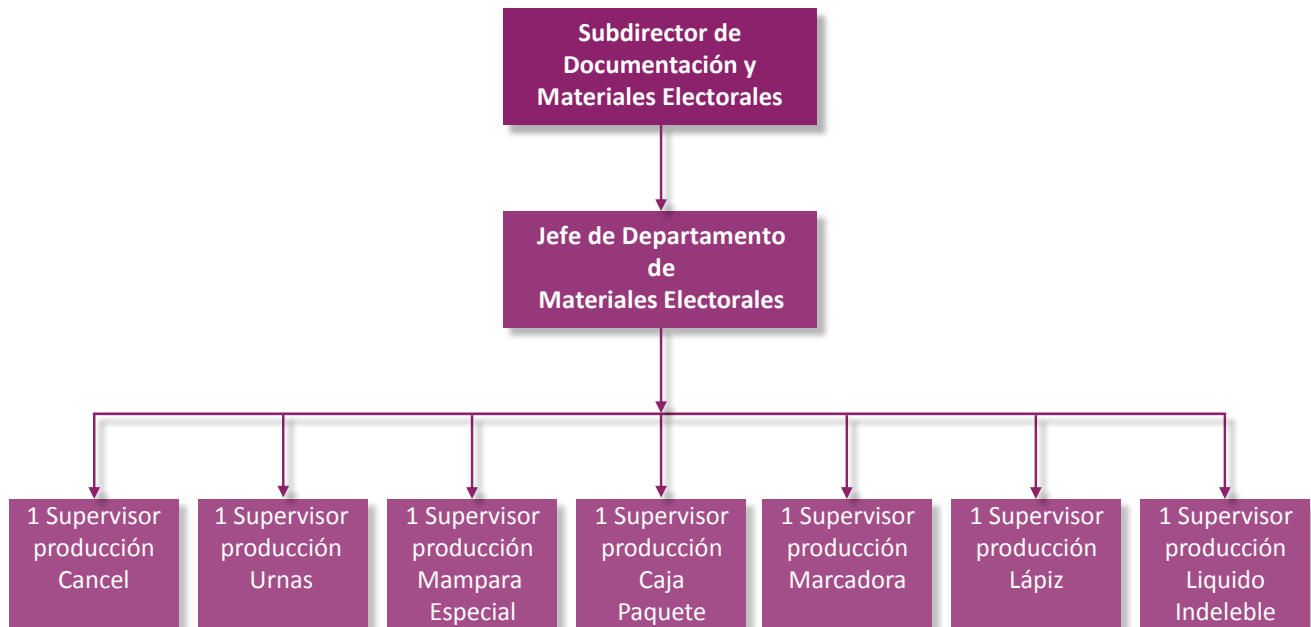 Subdirector de
Documentación y
Materiales Electorales
Jefe de Departamento
de
Materiales Electorales
1 Supervisor
producción
Cancel
1 Supervisor
producción
Urnas
1 Supervisor
producción
Mampara
Especial
1 Supervisor
producción
Caja
Paquete
1 Supervisor
producción
Marcadora
1 Supervisor
producción
Lápiz
1 Supervisor
producción
Liquido
Indeleble